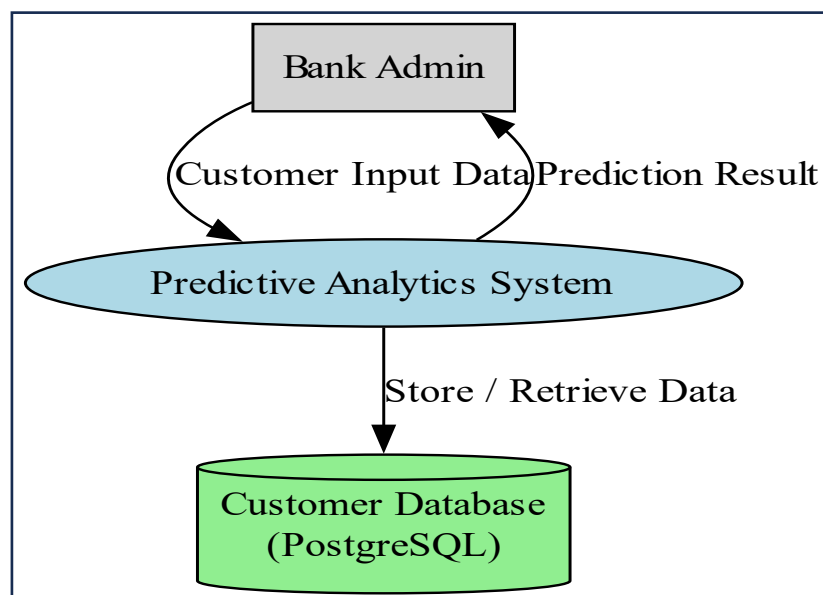 Bank Admin
Customer Input Data
Prediction Result
Predictive Analytics System
Store / Retrieve Data
Customer Database
(PostgreSQL)